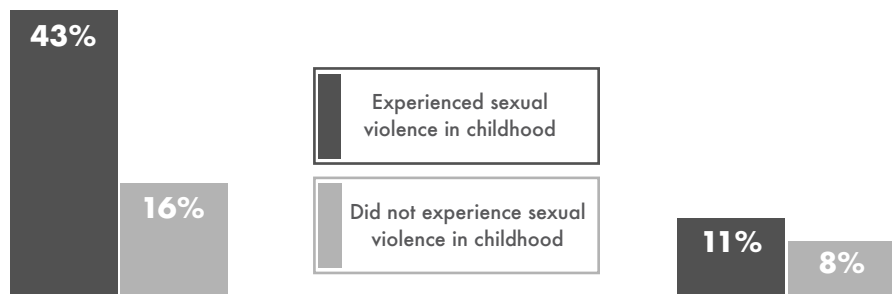 43%
16%
Experienced sexual
violence in childhood
Did not experience sexual
violence in childhood
11%
8%